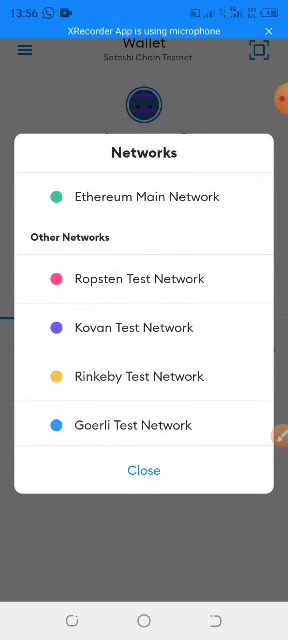 13:56
XRecorder App is using microphone
Wallet
Satoshi Chain Testnet
Networks
Ethereum Main Network
Other Networks
Ropsten Test Network
Kovan Test Network
Rinkeby Test Network
Goerli Test Network
Close